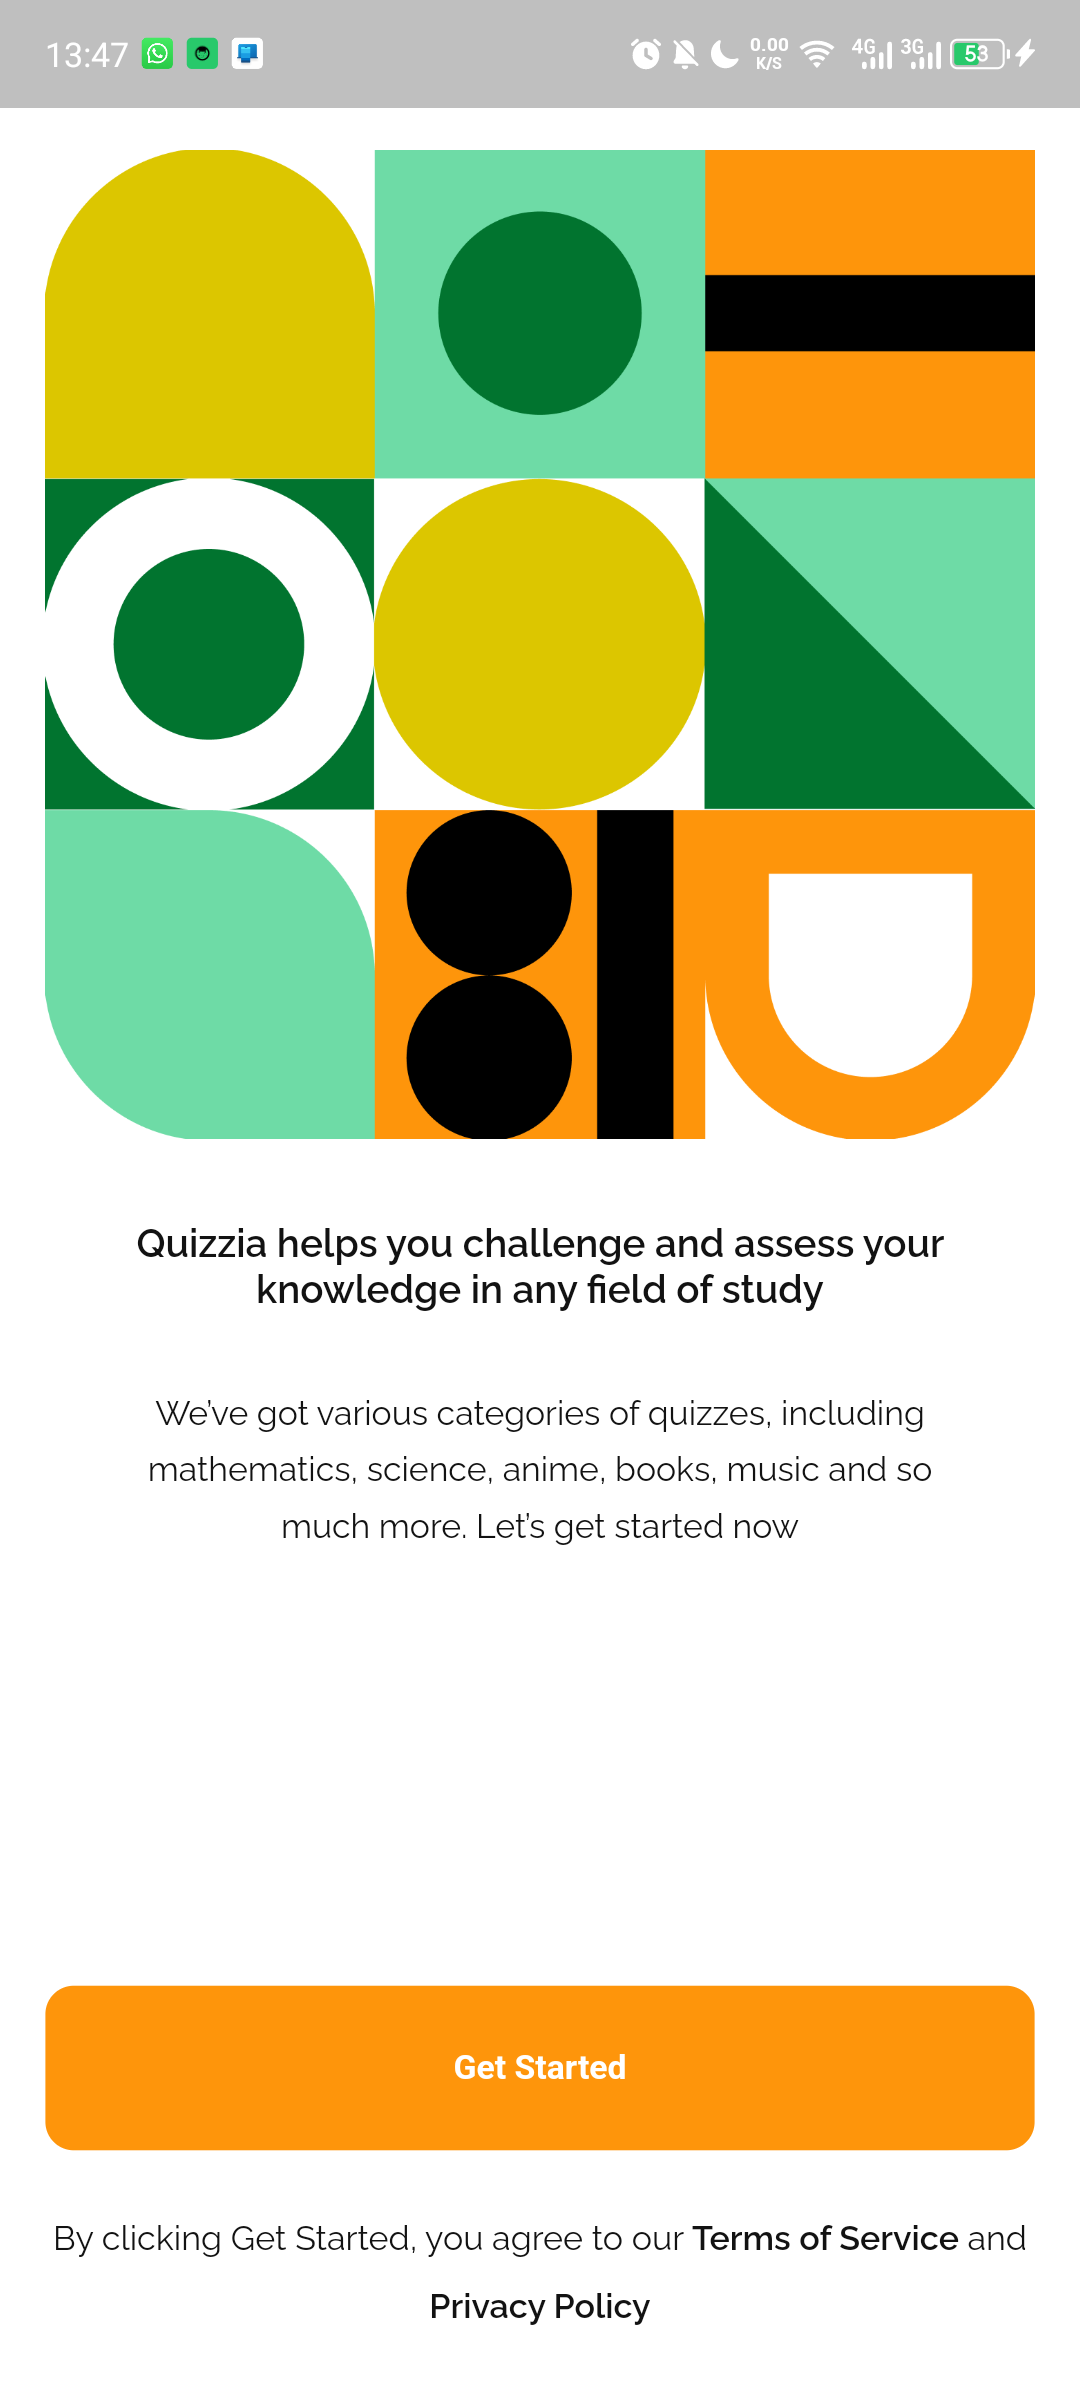 13:47 0.00 K/S 4G 3G 53
Quizzia helps you challenge and assess your
knowledge in any field of study
We've got various categories of quizzes, including
mathematics, science, anime, books, music and so
much more. Let's get started now
Get Started
By clicking Get Started, you agree to our Terms of Service and
Privacy Policy